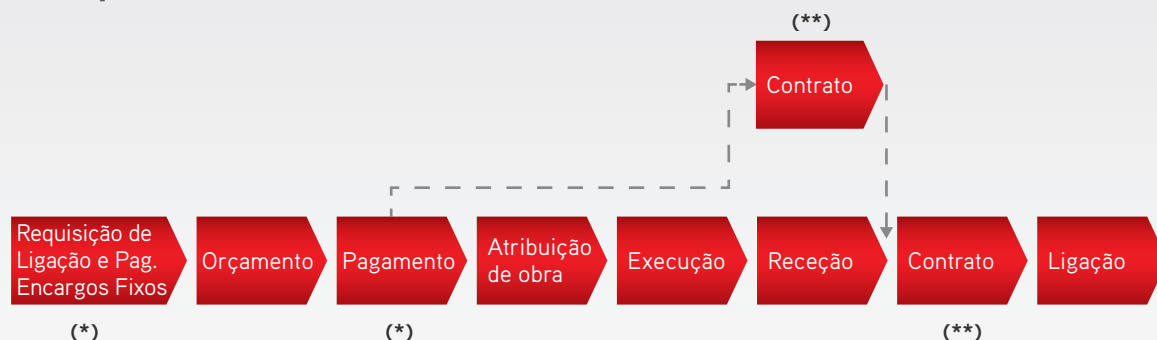 (**)
Contrato
Requisição de
Ligação e Pag.
Encargos Fixos
Orçamento
Pagamento
Atribuição
de obra
Execução
Receção
Contrato
Ligação
(*)
(*)
(**)